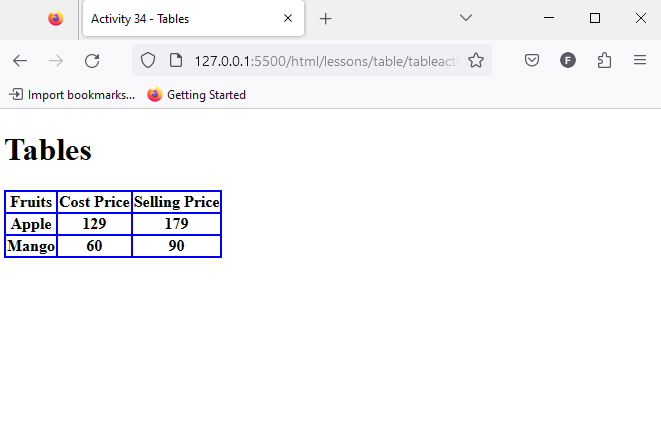 Activity 34 - Tables
127.0.0.1:5500/html/lessons/table/tableacti
F
Import bookmarks... Getting Started
Tables
Fruits Cost Price Selling Price
Apple 129 179
Mango 60 90